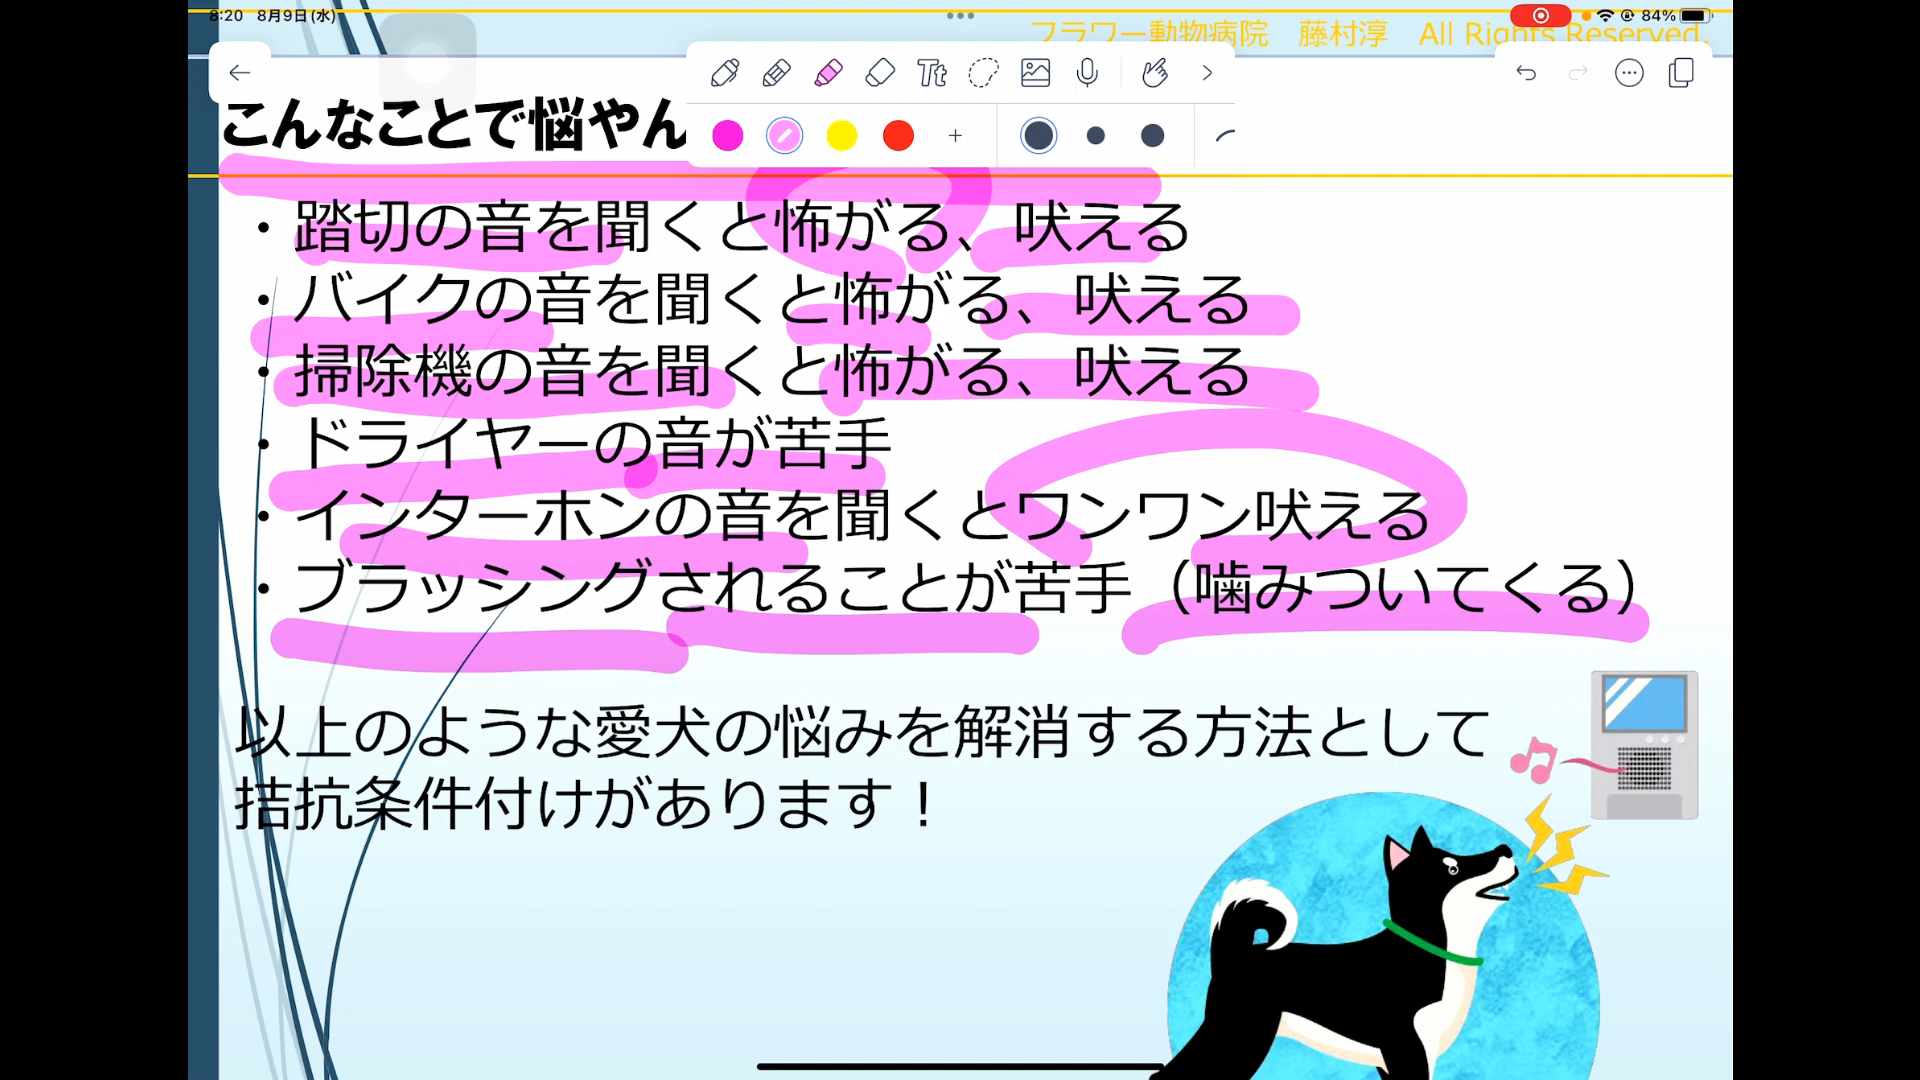 8:20 8月9日(水)
84%
フラワー動物病院 藤村淳 All Rights Reserved.
Tt
こんなことで悩やん
・踏切の音を聞くと怖がる、吠える
・バイクの音を聞くと怖がる、吠える
・掃除機の音を聞くと怖がる、吠える
・ドライヤーの音が苦手
・インターホンの音を聞くとワンワン吠える
・ブラッシングされることが苦手（噛みついてくる）
以上のような愛犬の悩みを解消する方法として
拮抗条件付けがあります！